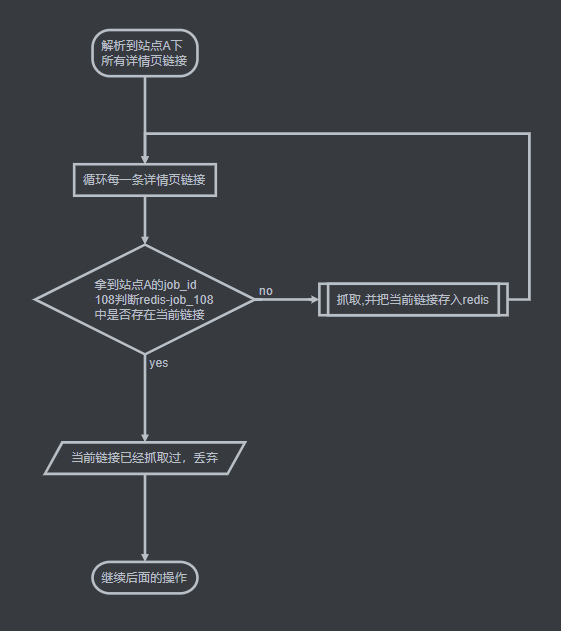 解析到站点A下
所有详情页链接
循环每一条详情页链接
拿到站点A的job_id
108判断redis-job_108
中是否存在当前链接
no
抓取,并把当前链接存入redis
yes
当前链接已经抓取过，丢弃
继续后面的操作